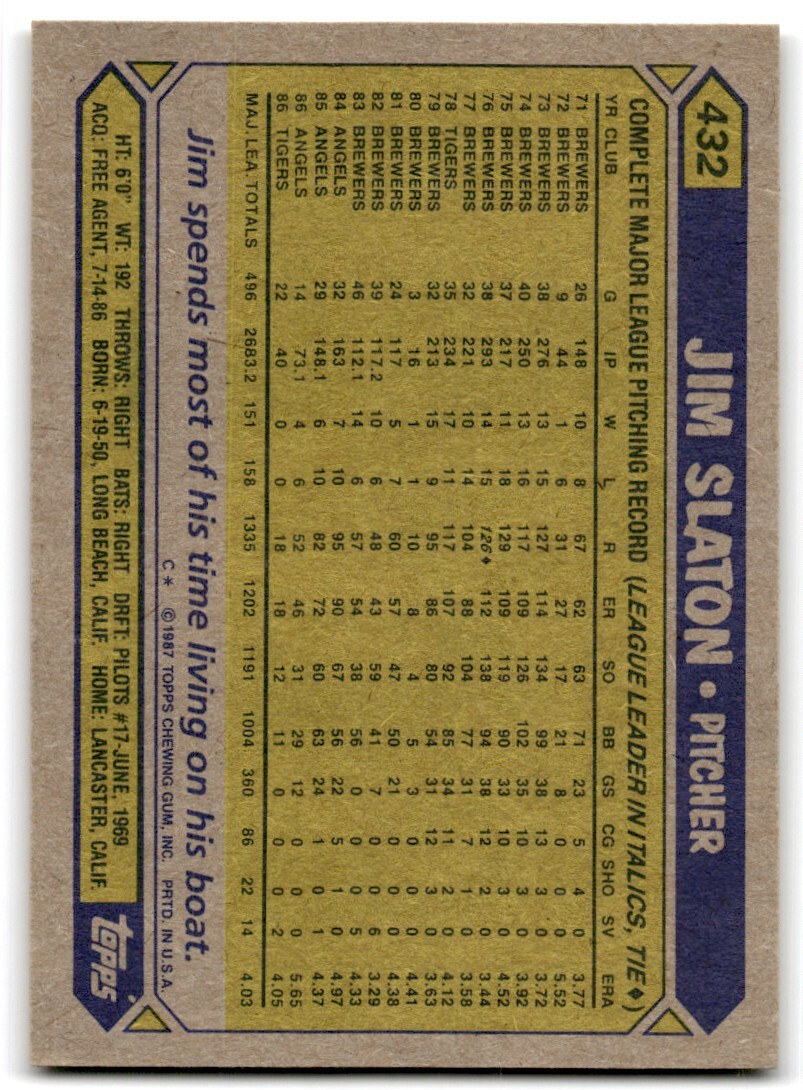 432 JIM SLATON • PITCHER
COMPLETE MAJOR LEAGUE PITCHING RECORD (LEAGUE LEADER IN ITALICS, TIE♦)
YR CLUB G IP W L R ER SO BB GS CG SHO SV ERA
71 BREWERS 26 148 10 8 67 62 63 71 23 5 4 0 3.77
72 BREWERS 9 44 1 6 31 27 17 21 8 0 0 0 5.52
73 BREWERS 38 276 13 15 127 114 134 99 38 13 3 0 3.72
74 BREWERS 40 250 13 16 117 109 126 102 35 10 3 0 3.92
75 BREWERS 37 217 11 18 129 109 119 90 33 10 3 0 4.52
76 BREWERS 38 293 14 15 126♦ 112 138 94 38 12 2 0 3.44
77 BREWERS 32 221 10 14 104 88 104 77 31 7 1 0 3.58
78 TIGERS 35 234 17 11 117 107 92 85 34 11 2 0 4.12
79 BREWERS 32 213 15 9 95 86 80 54 31 12 3 0 3.63
80 BREWERS 3 16 1 1 10 8 4 5 3 0 0 0 4.41
81 BREWERS 24 117 5 7 60 57 47 50 21 0 0 0 4.38
82 BREWERS 39 117.2 10 6 48 43 59 41 7 0 0 6 3.29
83 BREWERS 46 112.1 14 6 57 54 38 56 0 0 0 5 4.33
84 ANGELS 32 163 7 10 95 90 67 56 22 5 1 0 4.97
85 ANGELS 29 148.1 6 10 82 72 60 63 24 1 0 1 4.37
86 ANGELS 14 73.1 4 6 52 46 31 29 12 0 0 0 5.65
86 TIGERS 22 40 0 0 18 18 12 11 0 0 0 2 4.05
MAJ. LEA. TOTALS 496 2683.2 151 158 1335 1202 1191 1004 360 86 22 14 4.03
Jim spends most of his time living on his boat.
C* ©1987 TOPPS CHEWING GUM, INC. PRTD. IN U.S.A.
HT: 6'0" WT: 192 THROWS: RIGHT BATS: RIGHT DRFT: PILOTS #17-JUNE, 1969
ACQ: FREE AGENT, 7-14-86 BORN: 6-19-50, LONG BEACH, CALIF. HOME: LANCASTER, CALIF.
topps